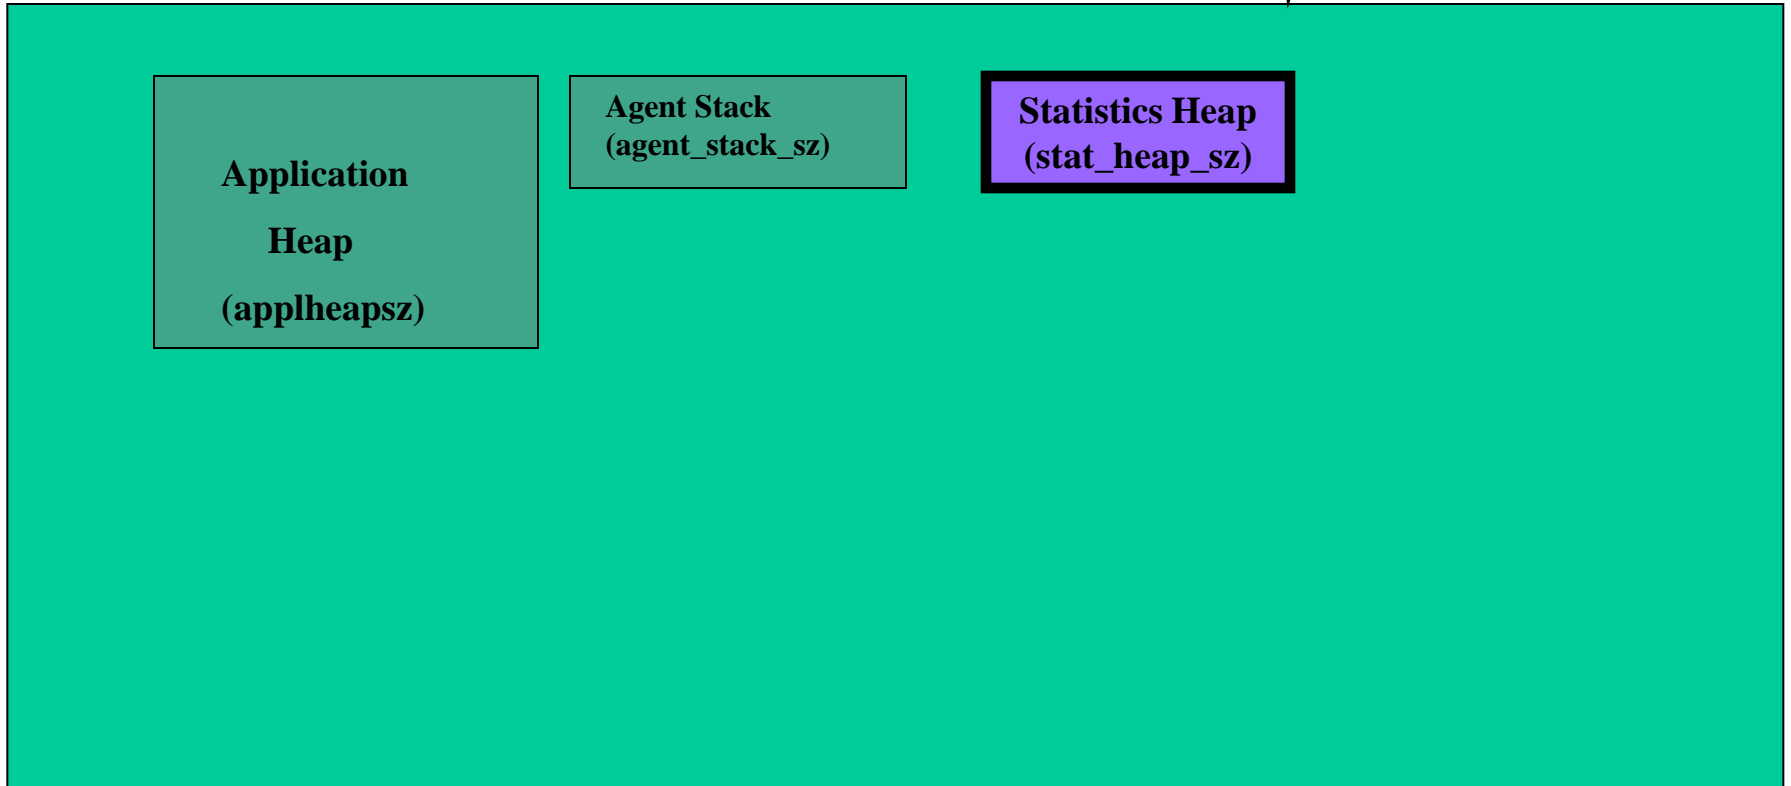 Application
Heap
(applheapsz)
Agent Stack
(agent_stack_sz)
Statistics Heap
(stat_heap_sz)